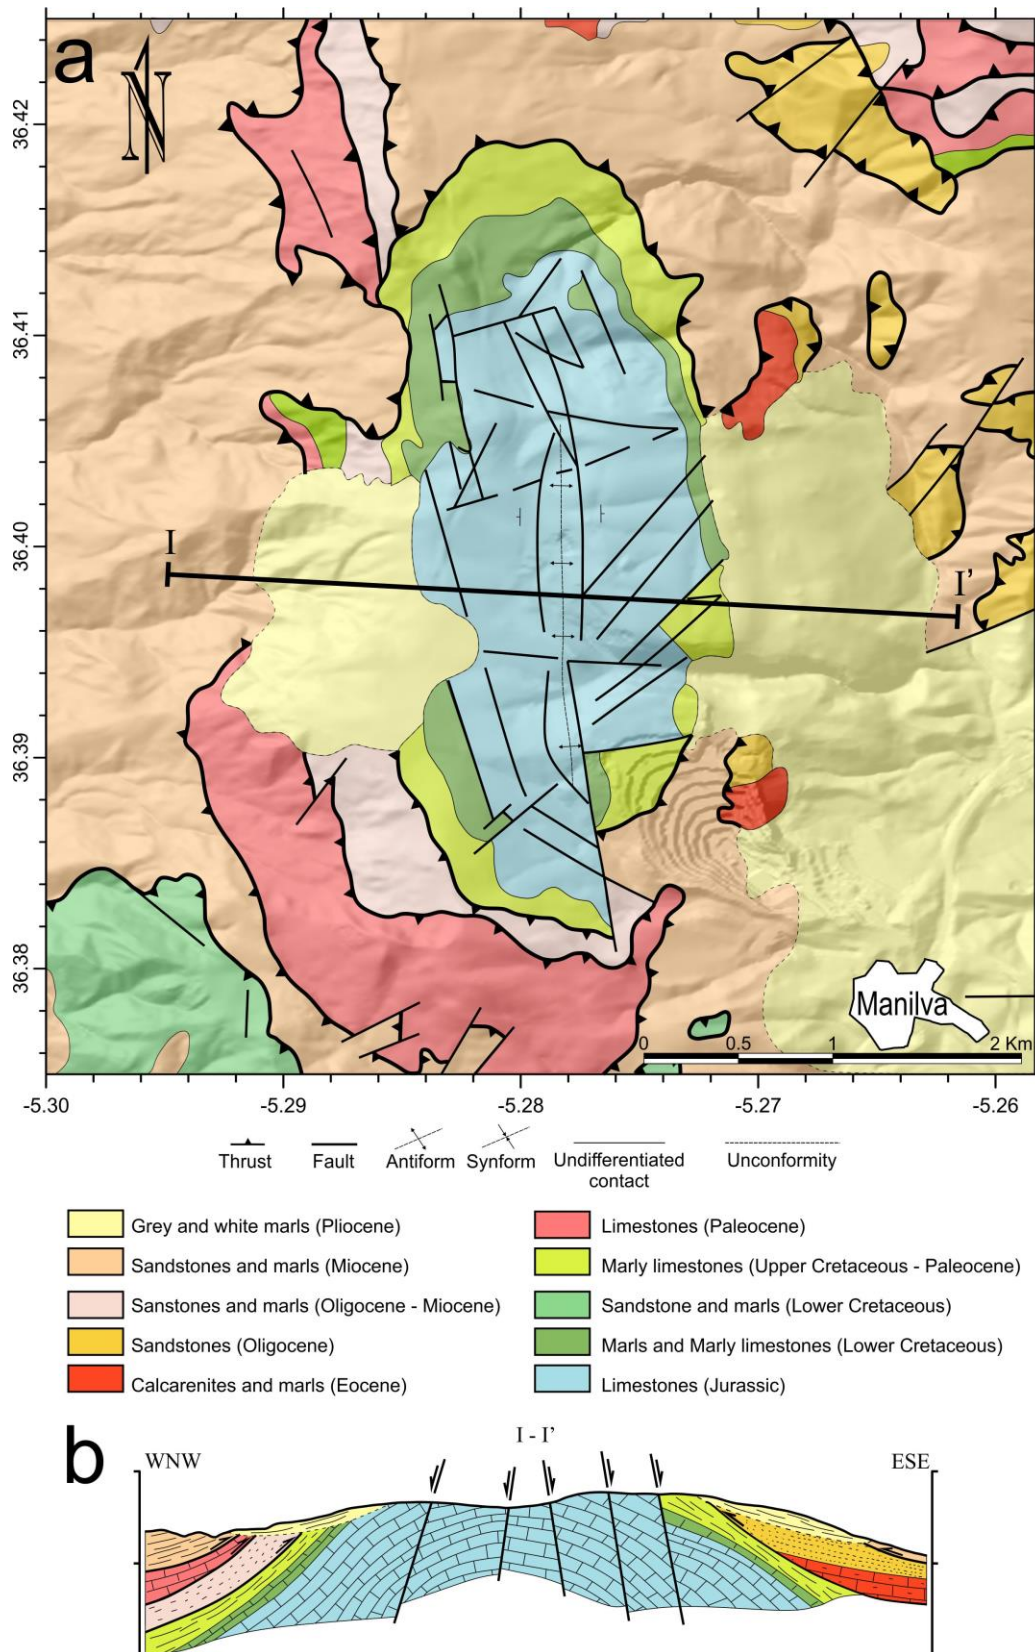 a
N
36.42
36.41
36.40
36.39
36.38
I
I'
Manilva
0 0.5 1 2 Km
-5.30 -5.29 -5.28 -5.27 -5.26
Thrust Fault Antiform Synform Undifferentiated contact Unconformity
Grey and white marls (Pliocene)
Sandstones and marls (Miocene)
Sanstones and marls (Oligocene - Miocene)
Sandstones (Oligocene)
Calcarenites and marls (Eocene)
Limestones (Paleocene)
Marly limestones (Upper Cretaceous - Paleocene)
Sandstone and marls (Lower Cretaceous)
Marls and Marly limestones (Lower Cretaceous)
Limestones (Jurassic)
b
I - I'
WNW
ESE